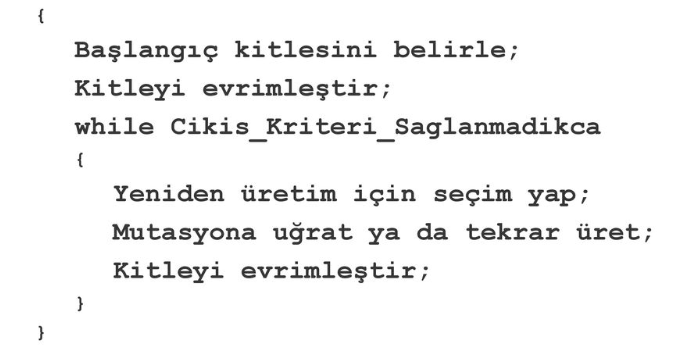 {
Başlangıç kitlesini belirle;
Kitleyi evrimleştir;
while Cikis_Kriteri_Saglanmadikca
{
Yeniden üretim için seçim yap;
Mutasyona uğrat ya da tekrar üret;
Kitleyi evrimleştir;
}
}